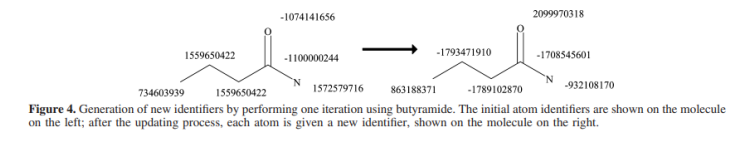 -1074141656
2099970318
O
O
1559650422
-1100000244
-1793471910
-1708545601
N
N
734603939
1559650422
1572579716
863188371
-1789102870
-932108170
Figure 4. Generation of new identifiers by performing one iteration using butyramide. The initial atom identifiers are shown on the molecule
on the left; after the updating process, each atom is given a new identifier, shown on the molecule on the right.